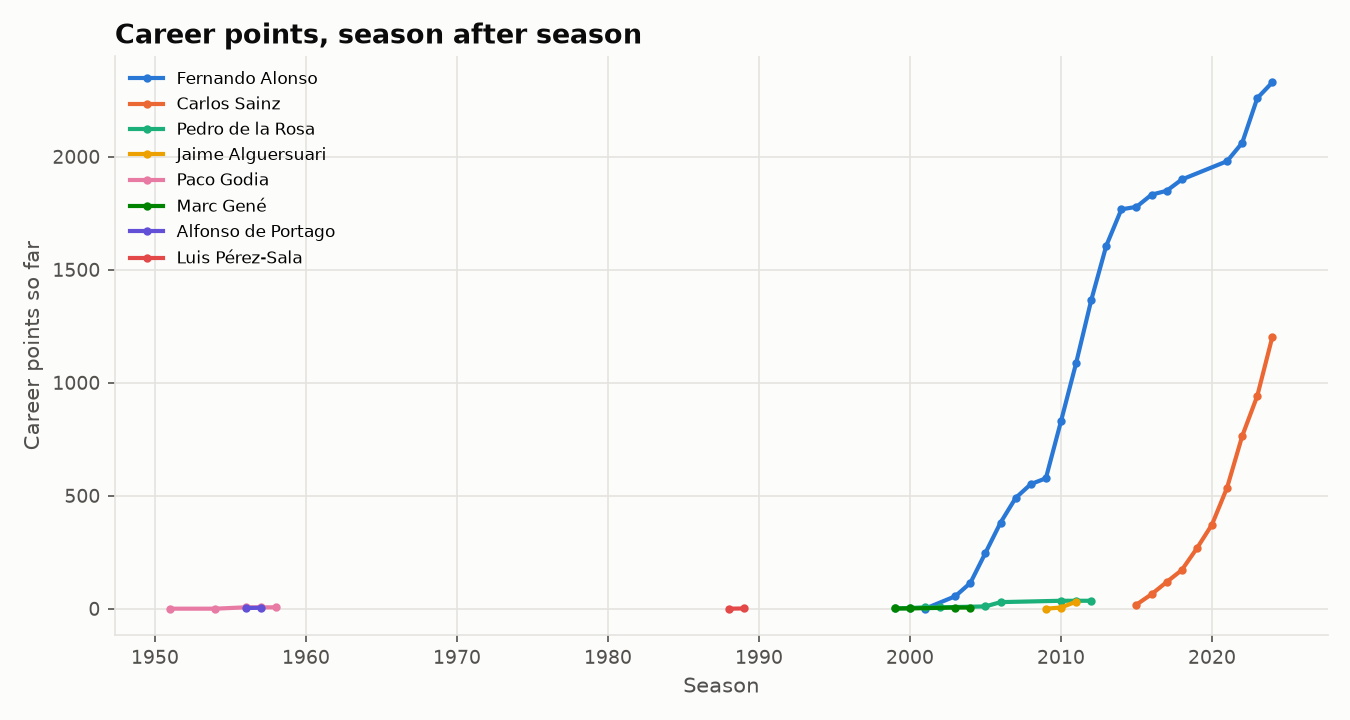 Career points, season after season
Fernando Alonso
Carlos Sainz
Pedro de la Rosa
Jaime Alguersuari
Paco Godia
Marc Gené
Alfonso de Portago
Luis Pérez-Sala
Career points so far
2000
1500
1000
500
0
1950 1960 1970 1980 1990 2000 2010 2020
Season